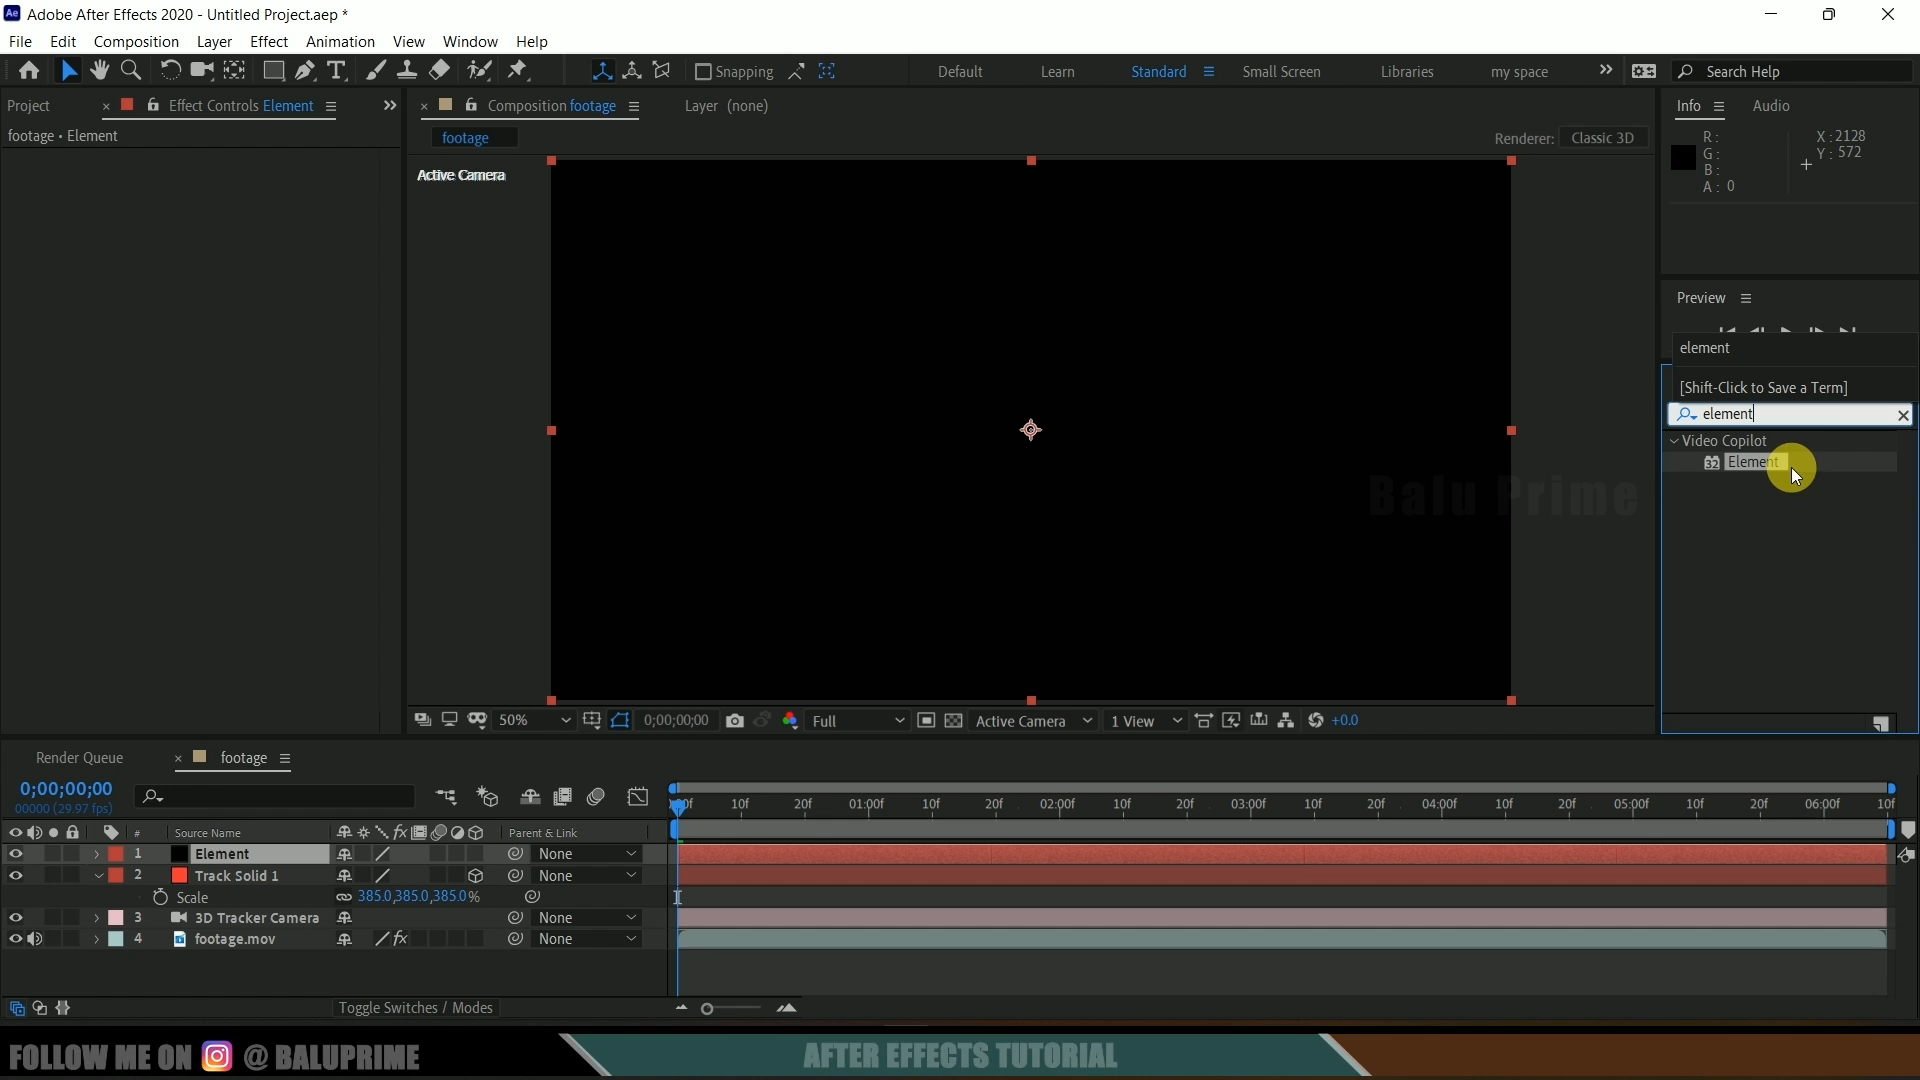 Adobe After Effects 2020 - Untitled Project.aep *
File Edit Composition Layer Effect Animation View Window Help
Snapping Default Learn Standard Small Screen Libraries my space Search Help
Project Effect Controls Element Composition footage Layer (none) Info Audio
footage • Element
footage Renderer: Classic 3D
Active Camera
R: X: 2128
G: Y: 572
B:
A: 0
Preview
element
[Shift-Click to Save a Term]
element
Video Copilot
32 Element
Balu Prime
50% 0;00;00;00 Full Active Camera 1 View +0.0
Render Queue footage
0;00;00;00
00000 (29.97 fps)
10f 20f 01:00f 10f 20f 02:00f 10f 20f 03:00f 10f 20f 04:00f 10f 20f 05:00f 10f 20f 06:00f 10f
# Source Name Parent & Link
1 Element None
2 Track Solid 1 None
Scale 385.0,385.0,385.0%
3 3D Tracker Camera None
4 footage.mov None
Toggle Switches / Modes
FOLLOW ME ON @ BALUPRIME AFTER EFFECTS TUTORIAL